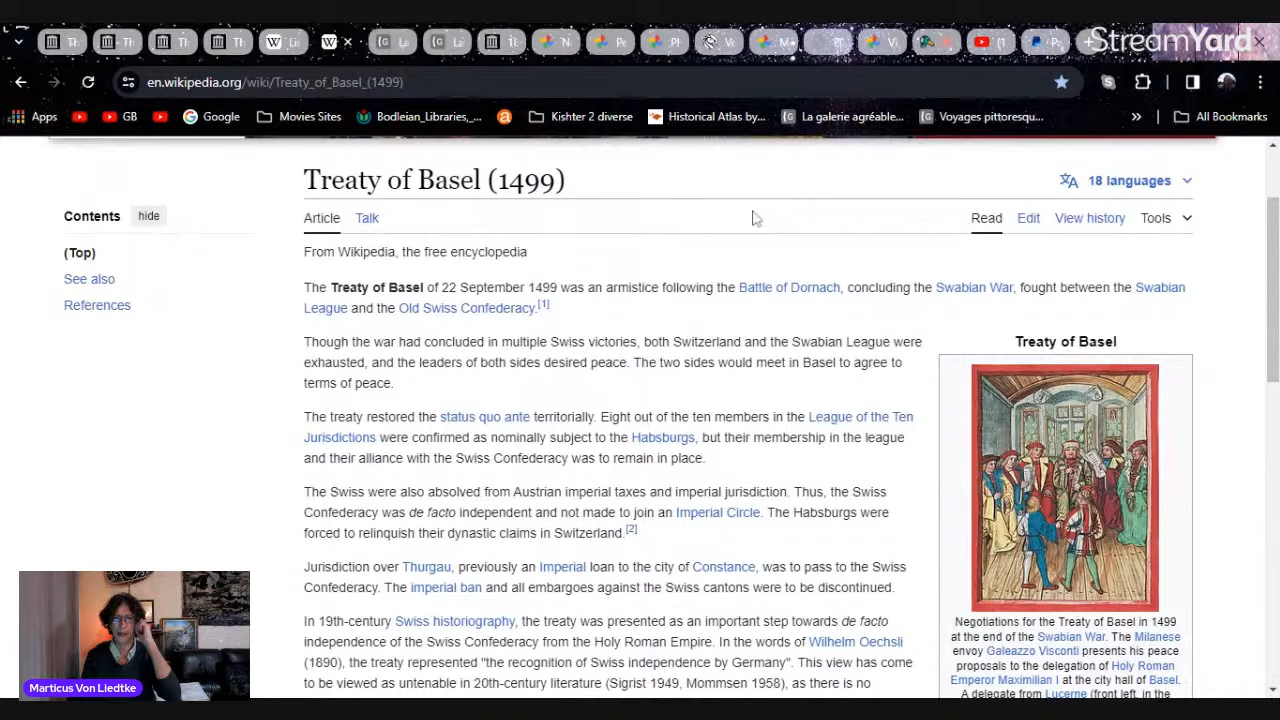 StreamYard
Th
Th
Th
Th
Li
en.wikipedia.org/wiki/Treaty_of_Basel_(1499)
Apps
GB
Google
Movies Sites
Bodleian_Libraries,_...
Kishter 2 diverse
Historical Atlas by...
La galerie agréable...
Voyages pittoresqu...
»
All Bookmarks
Treaty of Basel (1499)
18 languages
Contents
hide
Article
Talk
Read
Edit
View history
Tools
(Top)
From Wikipedia, the free encyclopedia
See also
References
The Treaty of Basel of 22 September 1499 was an armistice following the Battle of Dornach, concluding the Swabian War, fought between the Swabian
League and the Old Swiss Confederacy.[1]
Though the war had concluded in multiple Swiss victories, both Switzerland and the Swabian League were
exhausted, and the leaders of both sides desired peace. The two sides would meet in Basel to agree to
terms of peace.
The treaty restored the status quo ante territorially. Eight out of the ten members in the League of the Ten
Jurisdictions were confirmed as nominally subject to the Habsburgs, but their membership in the league
and their alliance with the Swiss Confederacy was to remain in place.
The Swiss were also absolved from Austrian imperial taxes and imperial jurisdiction. Thus, the Swiss
Confederacy was de facto independent and not made to join an Imperial Circle. The Habsburgs were
forced to relinquish their dynastic claims in Switzerland.[2]
Jurisdiction over Thurgau, previously an Imperial loan to the city of Constance, was to pass to the Swiss
Confederacy. The imperial ban and all embargoes against the Swiss cantons were to be discontinued.
In 19th-century Swiss historiography, the treaty was presented as an important step towards de facto
independence of the Swiss Confederacy from the Holy Roman Empire. In the words of Wilhelm Oechsli
(1890), the treaty represented "the recognition of Swiss independence by Germany". This view has come
to be viewed as untenable in 20th-century literature (Sigrist 1949, Mommsen 1958), as there is no
Treaty of Basel
Negotiations for the Treaty of Basel in 1499
at the end of the Swabian War. The Milanese
envoy Galeazzo Visconti presents his peace
proposals to the delegation of Holy Roman
Emperor Maximilian I at the city hall of Basel.
A delegate from Lucerne (front left, in the
Marticus Von Liedtke